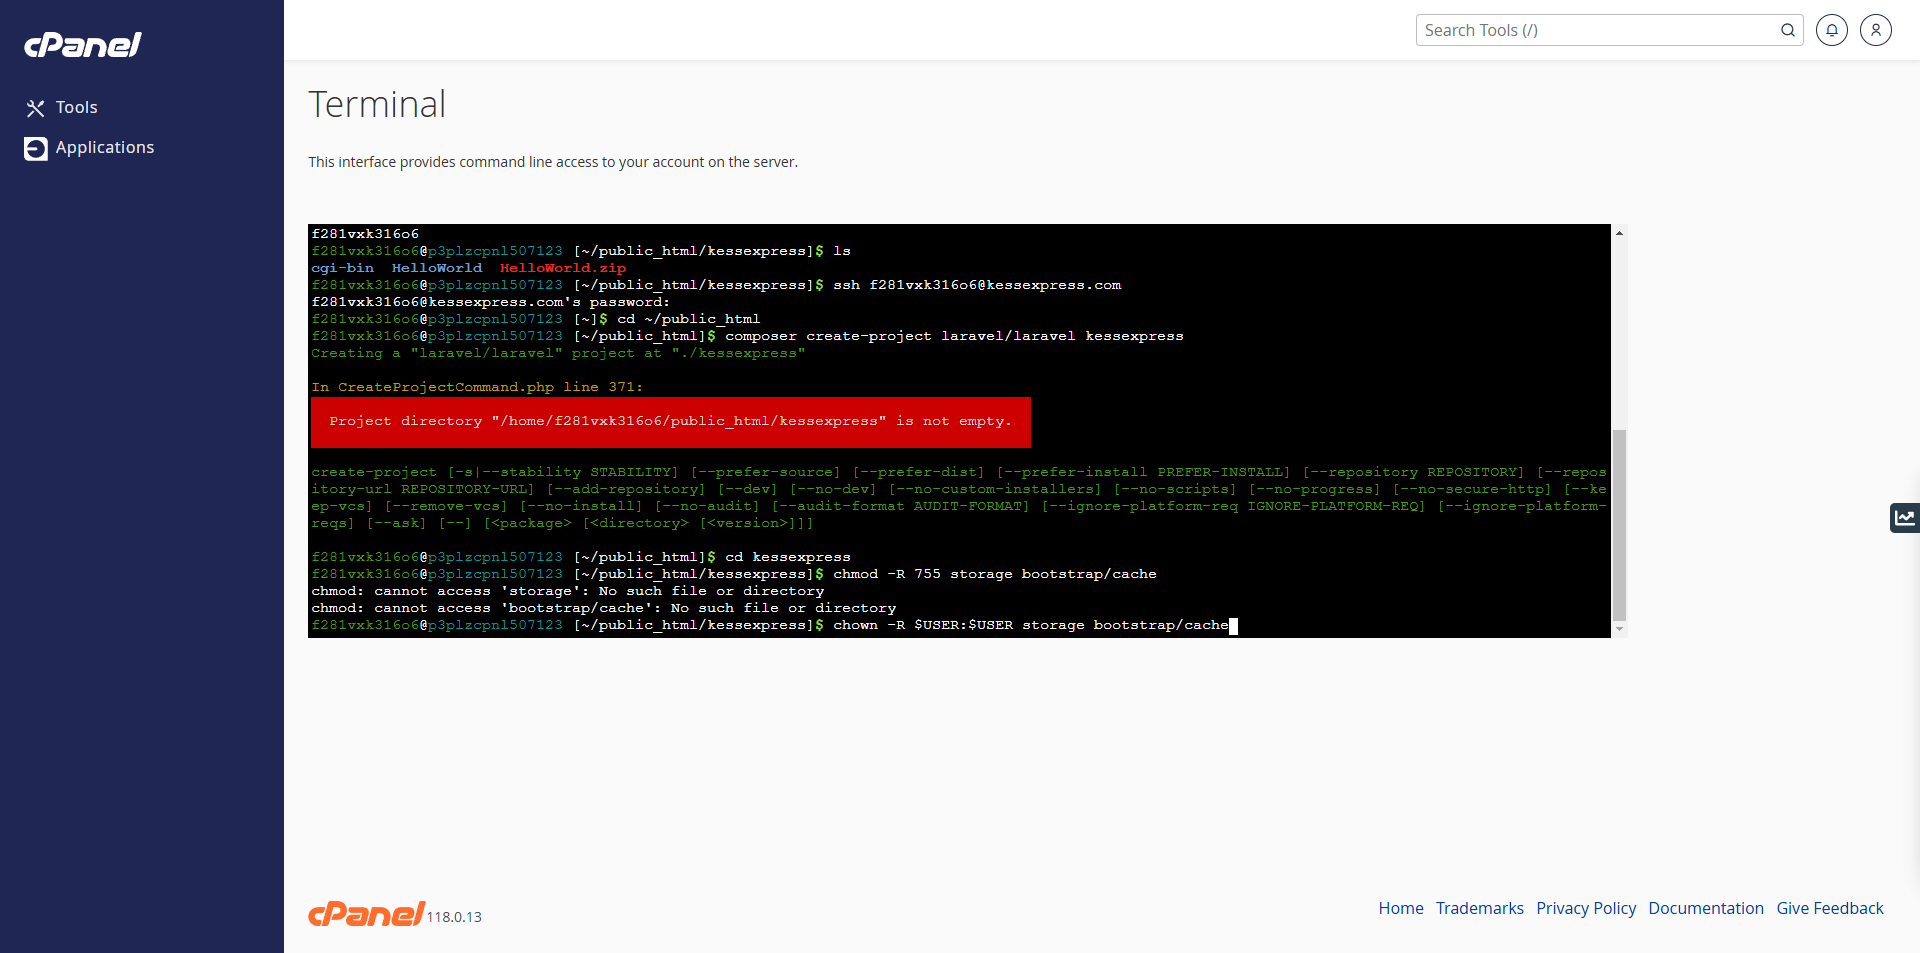 cPanel
Search Tools (/)
Tools
Applications
Terminal
This interface provides command line access to your account on the server.
f281vxk316o6
f281vxk316o6@p3plzcpnl507123 [~/public_html/kessexpress]$ ls
cgi-bin  HelloWorld  HelloWorld.zip
f281vxk316o6@p3plzcpnl507123 [~/public_html/kessexpress]$ ssh f281vxk316o6@kessexpress.com
f281vxk316o6@kessexpress.com's password:
f281vxk316o6@p3plzcpnl507123 [~]$ cd ~/public_html
f281vxk316o6@p3plzcpnl507123 [~/public_html]$ composer create-project laravel/laravel kessexpress
Creating a "laravel/laravel" project at "./kessexpress"
In CreateProjectCommand.php line 371:
Project directory "/home/f281vxk316o6/public_html/kessexpress" is not empty.
create-project [-s|--stability STABILITY] [--prefer-source] [--prefer-dist] [--prefer-install PREFER-INSTALL] [--repository REPOSITORY] [--repos
itory-url REPOSITORY-URL] [--add-repository] [--dev] [--no-dev] [--no-custom-installers] [--no-scripts] [--no-progress] [--no-secure-http] [--ke
ep-vcs] [--remove-vcs] [--no-install] [--no-audit] [--audit-format AUDIT-FORMAT] [--ignore-platform-req IGNORE-PLATFORM-REQ] [--ignore-platform-
reqs] [--ask] [--] [<package> [<directory> [<version>]]]
f281vxk316o6@p3plzcpnl507123 [~/public_html]$ cd kessexpress
f281vxk316o6@p3plzcpnl507123 [~/public_html/kessexpress]$ chmod -R 755 storage bootstrap/cache
chmod: cannot access 'storage': No such file or directory
chmod: cannot access 'bootstrap/cache': No such file or directory
f281vxk316o6@p3plzcpnl507123 [~/public_html/kessexpress]$ chown -R $USER:$USER storage bootstrap/cache
cPanel 118.0.13
Home Trademarks Privacy Policy Documentation Give Feedback